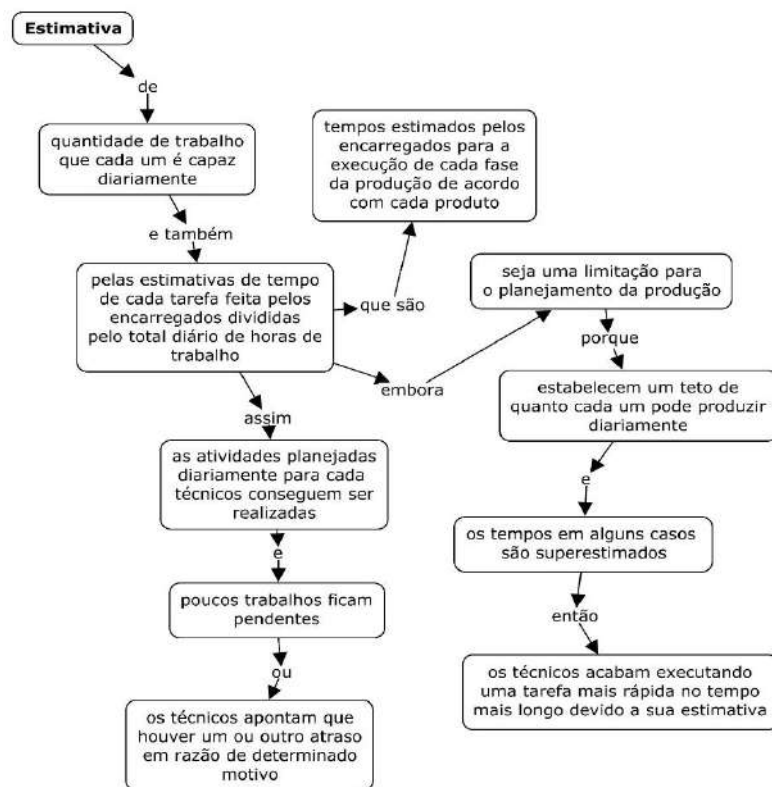 Estimativa
de
quantidade de trabalho
que cada um é capaz
diariamente
e também
pelas estimativas de tempo
de cada tarefa feita pelos
encarregados divididas
pelo total diário de horas de
trabalho
que são
tempos estimados pelos
encarregados para a
execução de cada fase
da produção de acordo
com cada produto
embora
seja uma limitação para
o planejamento da produção
porque
estabelecem um teto de
quanto cada um pode produzir
diariamente
e
os tempos em alguns casos
são superestimados
então
os técnicos acabam executando
uma tarefa mais rápida no tempo
mais longo devido a sua estimativa
assim
as atividades planejadas
diariamente para cada
técnicos conseguem ser
realizadas
e
poucos trabalhos ficam
pendentes
ou
os técnicos apontam que
houver um ou outro atraso
em razão de determinado
motivo